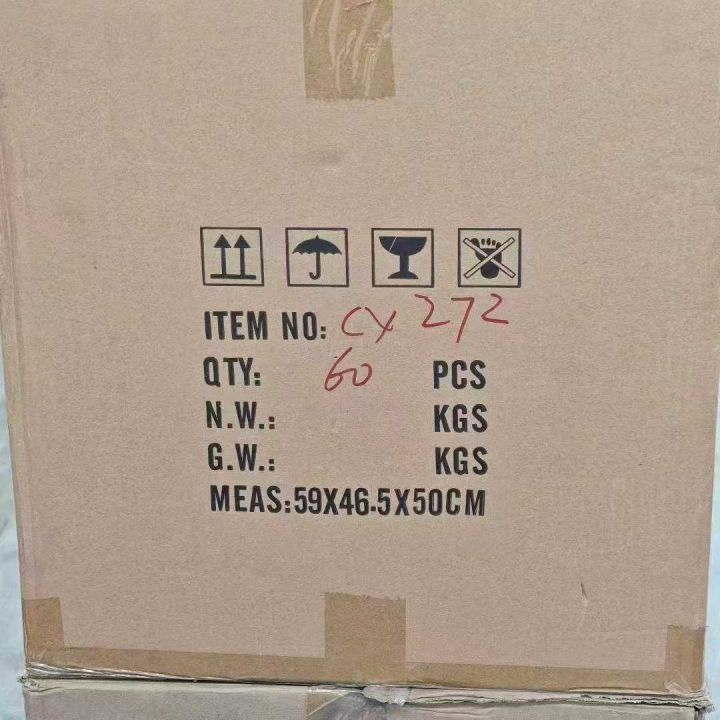 ITEM NO: CX 272
QTY: 60 PCS
N.W.: KGS
G.W.: KGS
MEAS:59X46.5X50CM